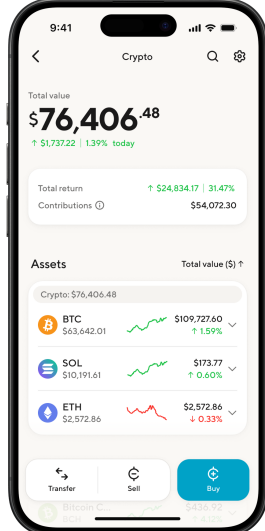 9:41
Crypto
Total value
$76,406.48
↑ $1,737.22 | 1.39% today
Total return ↑ $24,834.17 | 31.47%
Contributions ⓘ $54,072.30
Assets Total value ($) ↑
Crypto: $76,406.48
BTC $109,727.60
$63,642.01 ↑ 1.59%
SOL $173.77
$10,191.61 ↑ 0.60%
ETH $2,572.86
$2,572.86 ↓ 0.33%
Transfer Sell Buy
Bitcoin C... $436.92